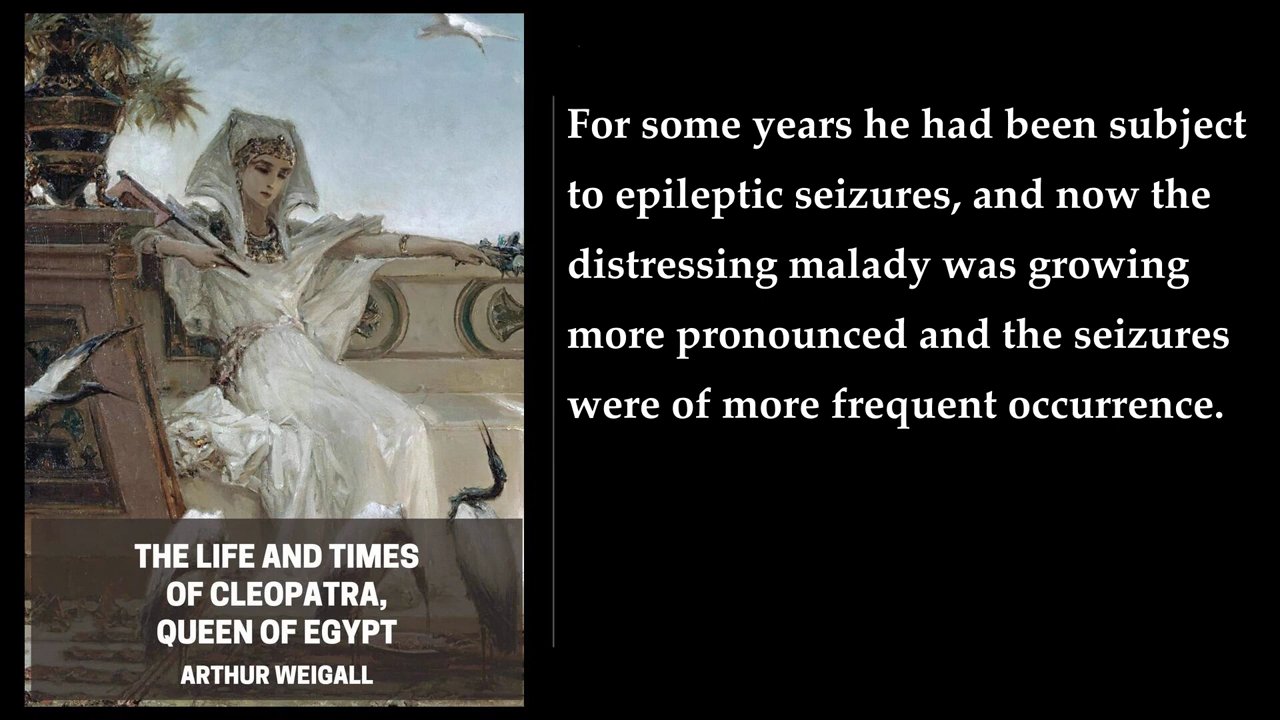 THE LIFE AND TIMES
OF CLEOPATRA,
QUEEN OF EGYPT
ARTHUR WEIGALL
For some years he had been subject
to epileptic seizures, and now the
distressing malady was growing
more pronounced and the seizures
were of more frequent occurrence.